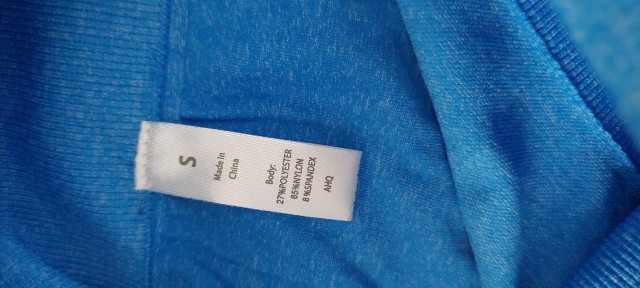 S
Made in
China
Body:
27%POLYESTER
65%NYLON
8%SPANDEX
AHQ